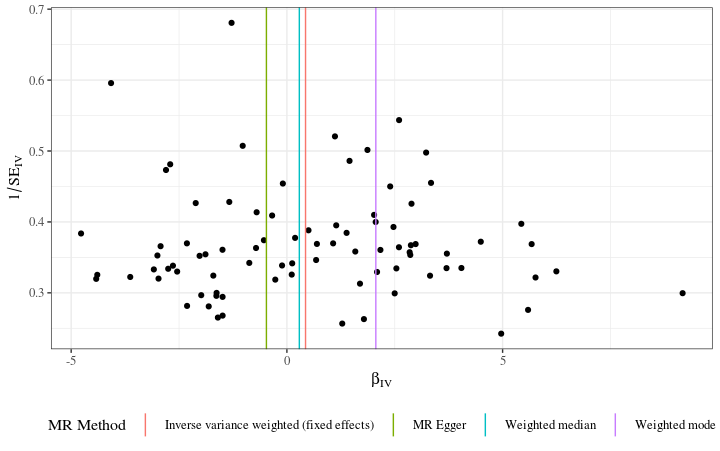 0.7
0.6
0.5
0.4
0.3
1/SE_IV
-5
0
5
β_IV
MR Method
Inverse variance weighted (fixed effects)
MR Egger
Weighted median
Weighted mode